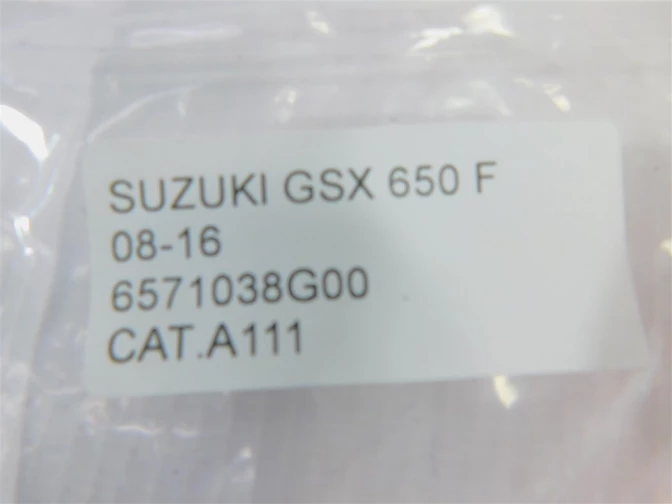 SUZUKI GSX 650 F
08-16
6571038G00
CAT.A111